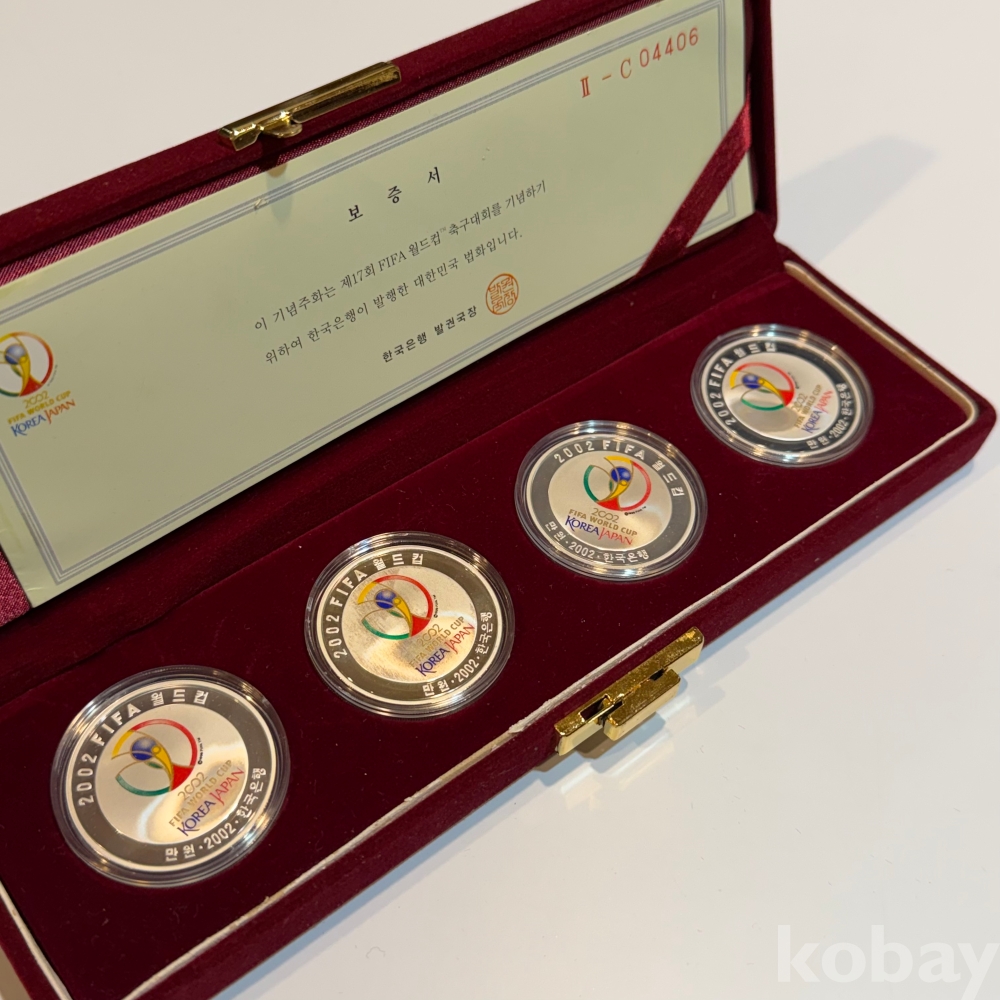 Ⅱ - C 04406
보 증 서
이 기념주화는 제17회 FIFA 월드컵™ 축구대회를 기념하기
위하여 한국은행이 발행한 대한민국 법화입니다.
한국은행 발권국장
2002
FIFA WORLD CUP
KOREA JAPAN
2002 FIFA 월드컵
2002
FIFA WORLD CUP
KOREA JAPAN
만원·2002·한국은행
2002 FIFA 월드컵
2002
FIFA WORLD CUP
KOREA JAPAN
만원·2002·한국은행
2002 FIFA 월드컵
2002
FIFA WORLD CUP
KOREA JAPAN
만원·2002·한국은행
2002 FIFA 월드컵
2002
FIFA WORLD CUP
KOREA JAPAN
만원·2002·한국은행
kobay